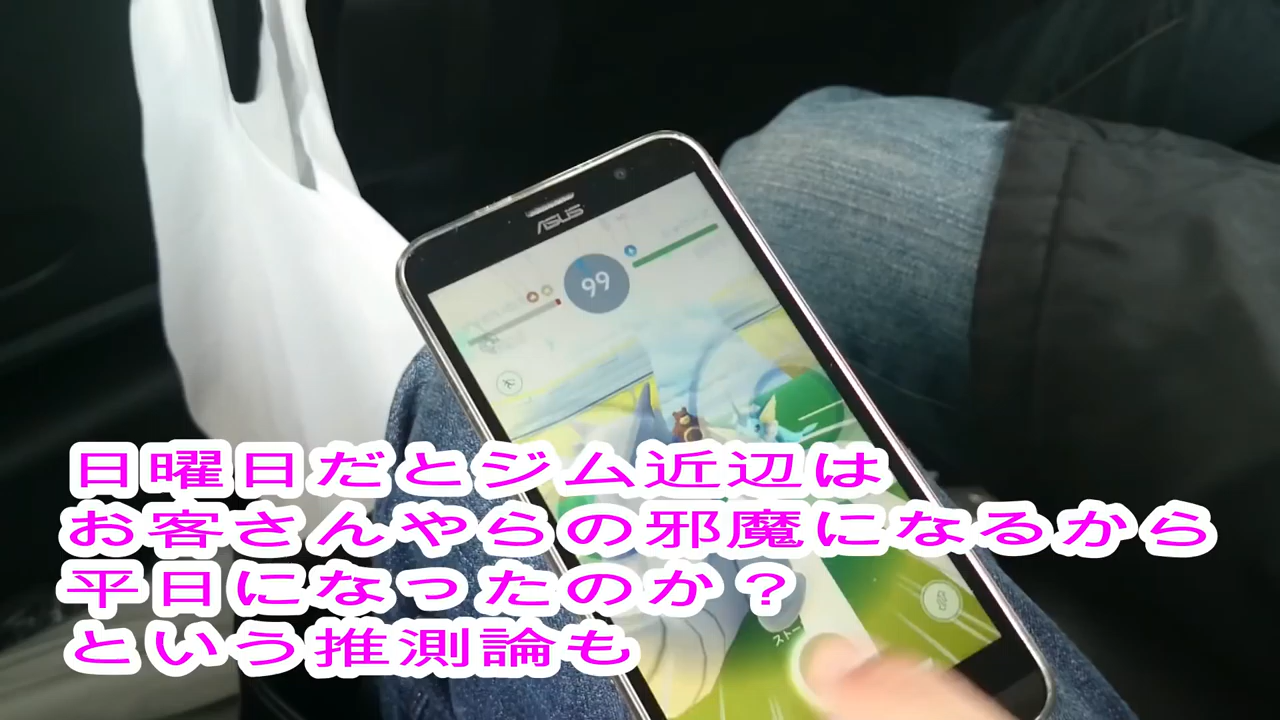 ASUS
99
日曜日だとジム近辺は
お客さんやらの邪魔になるから
平日になったのか？
という推測論も